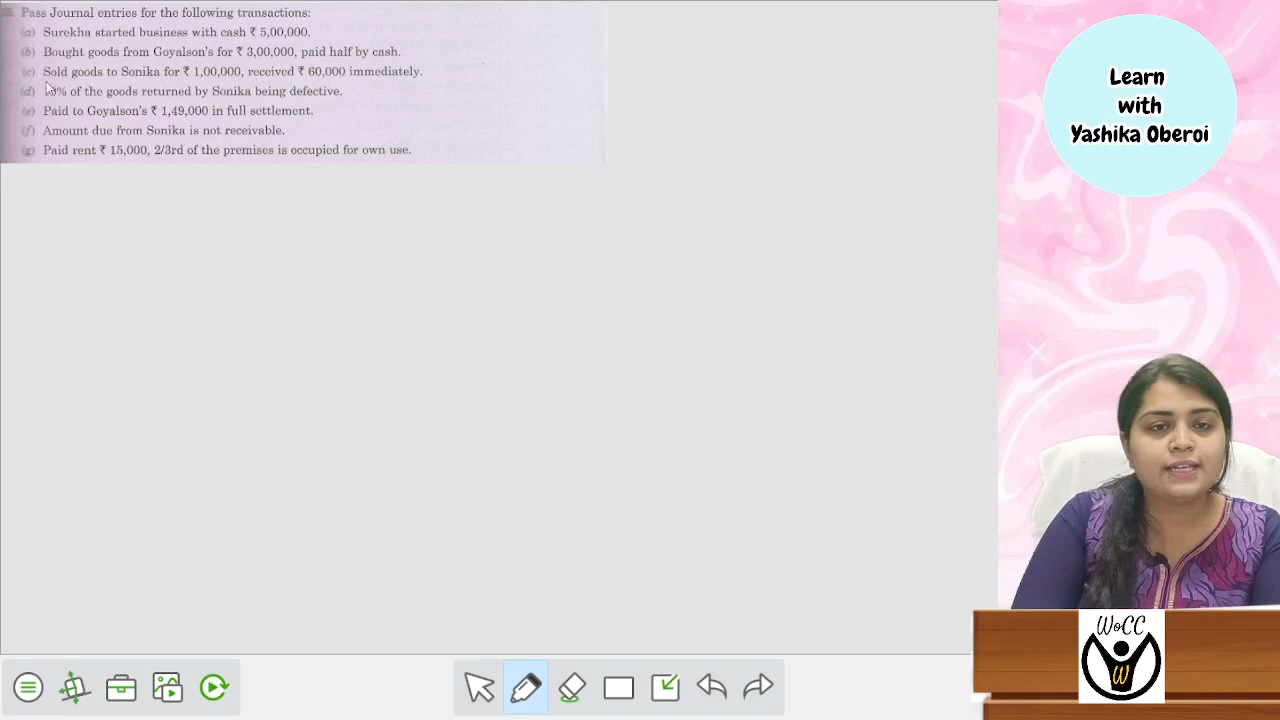 Pass Journal entries for the following transactions:
(a) Surekha started business with cash ₹ 5,00,000.
(b) Bought goods from Goyalson's for ₹ 3,00,000, paid half by cash.
(c) Sold goods to Sonika for ₹ 1,00,000, received ₹ 60,000 immediately.
(d) of the goods returned by Sonika being defective.
(e) Paid to Goyalson's ₹ 1,49,000 in full settlement.
(f) Amount due from Sonika is not receivable.
(g) Paid rent ₹ 15,000, 2/3rd of the premises is occupied for own use.
Learn
with
Yashika Oberoi
WoCC
W